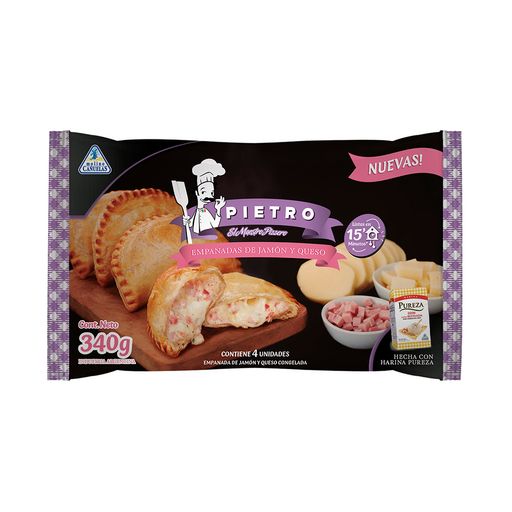 molino
CAÑUELAS
NUEVAS!
PIETRO
El Maestro Pizzero
EMPANADAS DE JAMÓN Y QUESO
Listas en
15'
Minutos*
PUREZA
HECHA CON
HARINA PUREZA
Cont.Neto
340g
INDUSTRIA ARGENTINA
CONTIENE 4 UNIDADES
EMPANADA DE JAMÓN Y QUESO CONGELADA